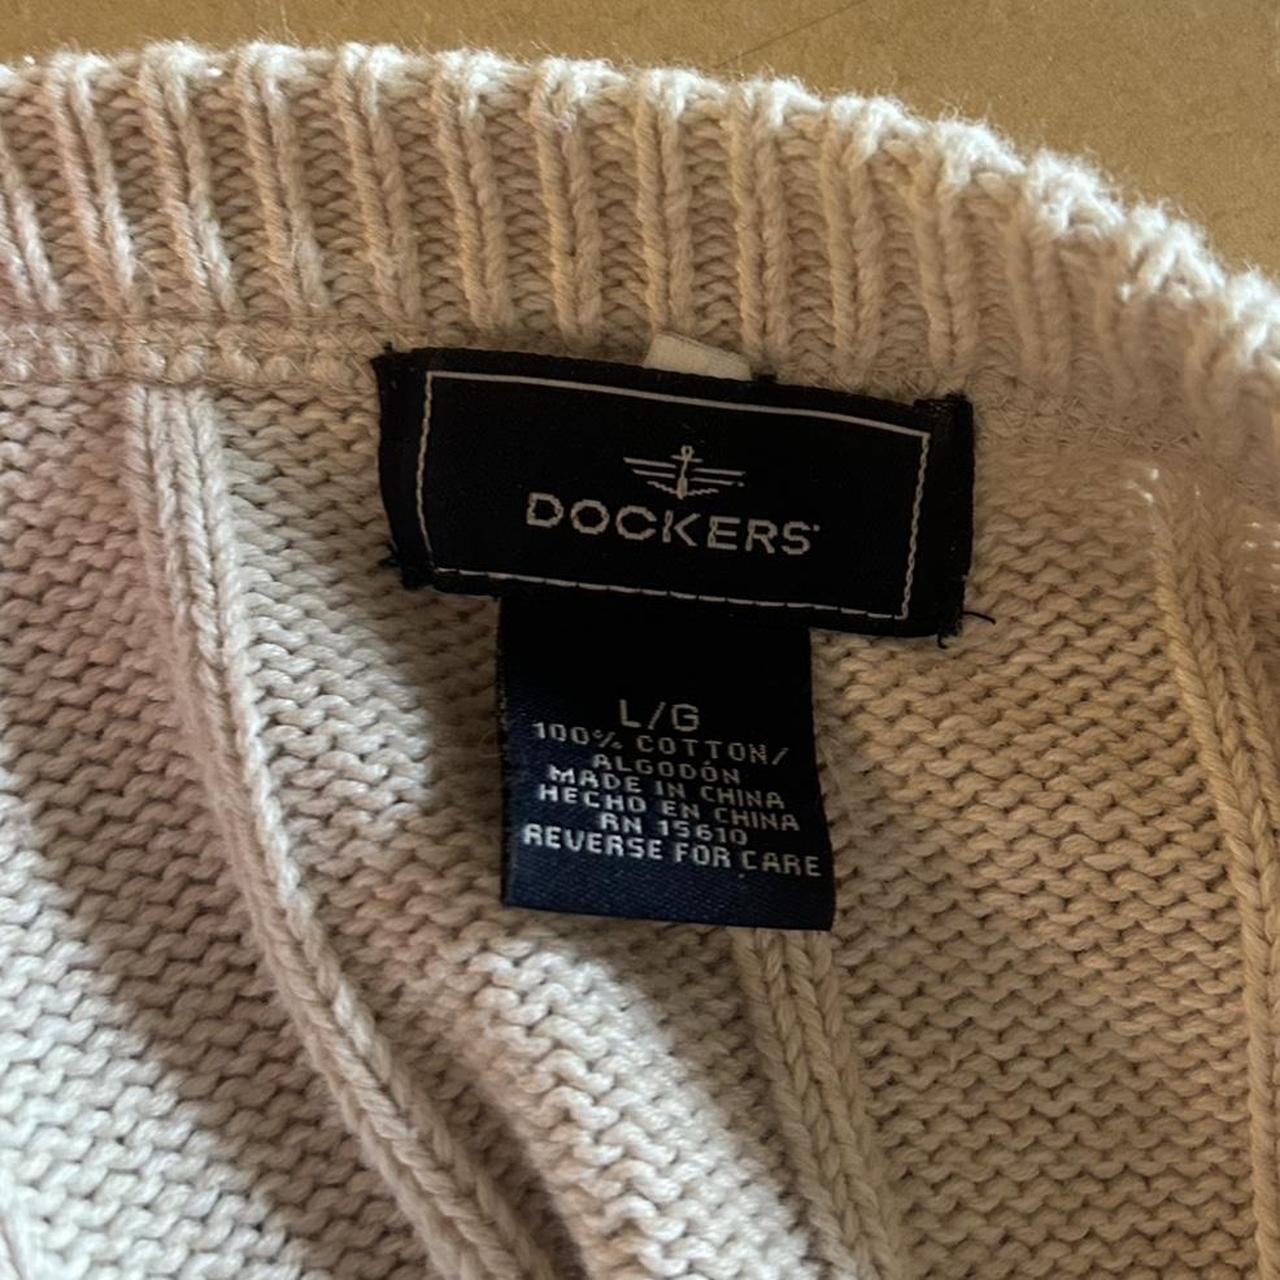 DOCKERS
L/G
100% COTTON/
ALGODÓN
MADE IN CHINA
HECHO EN CHINA
RN 15610
REVERSE FOR CARE